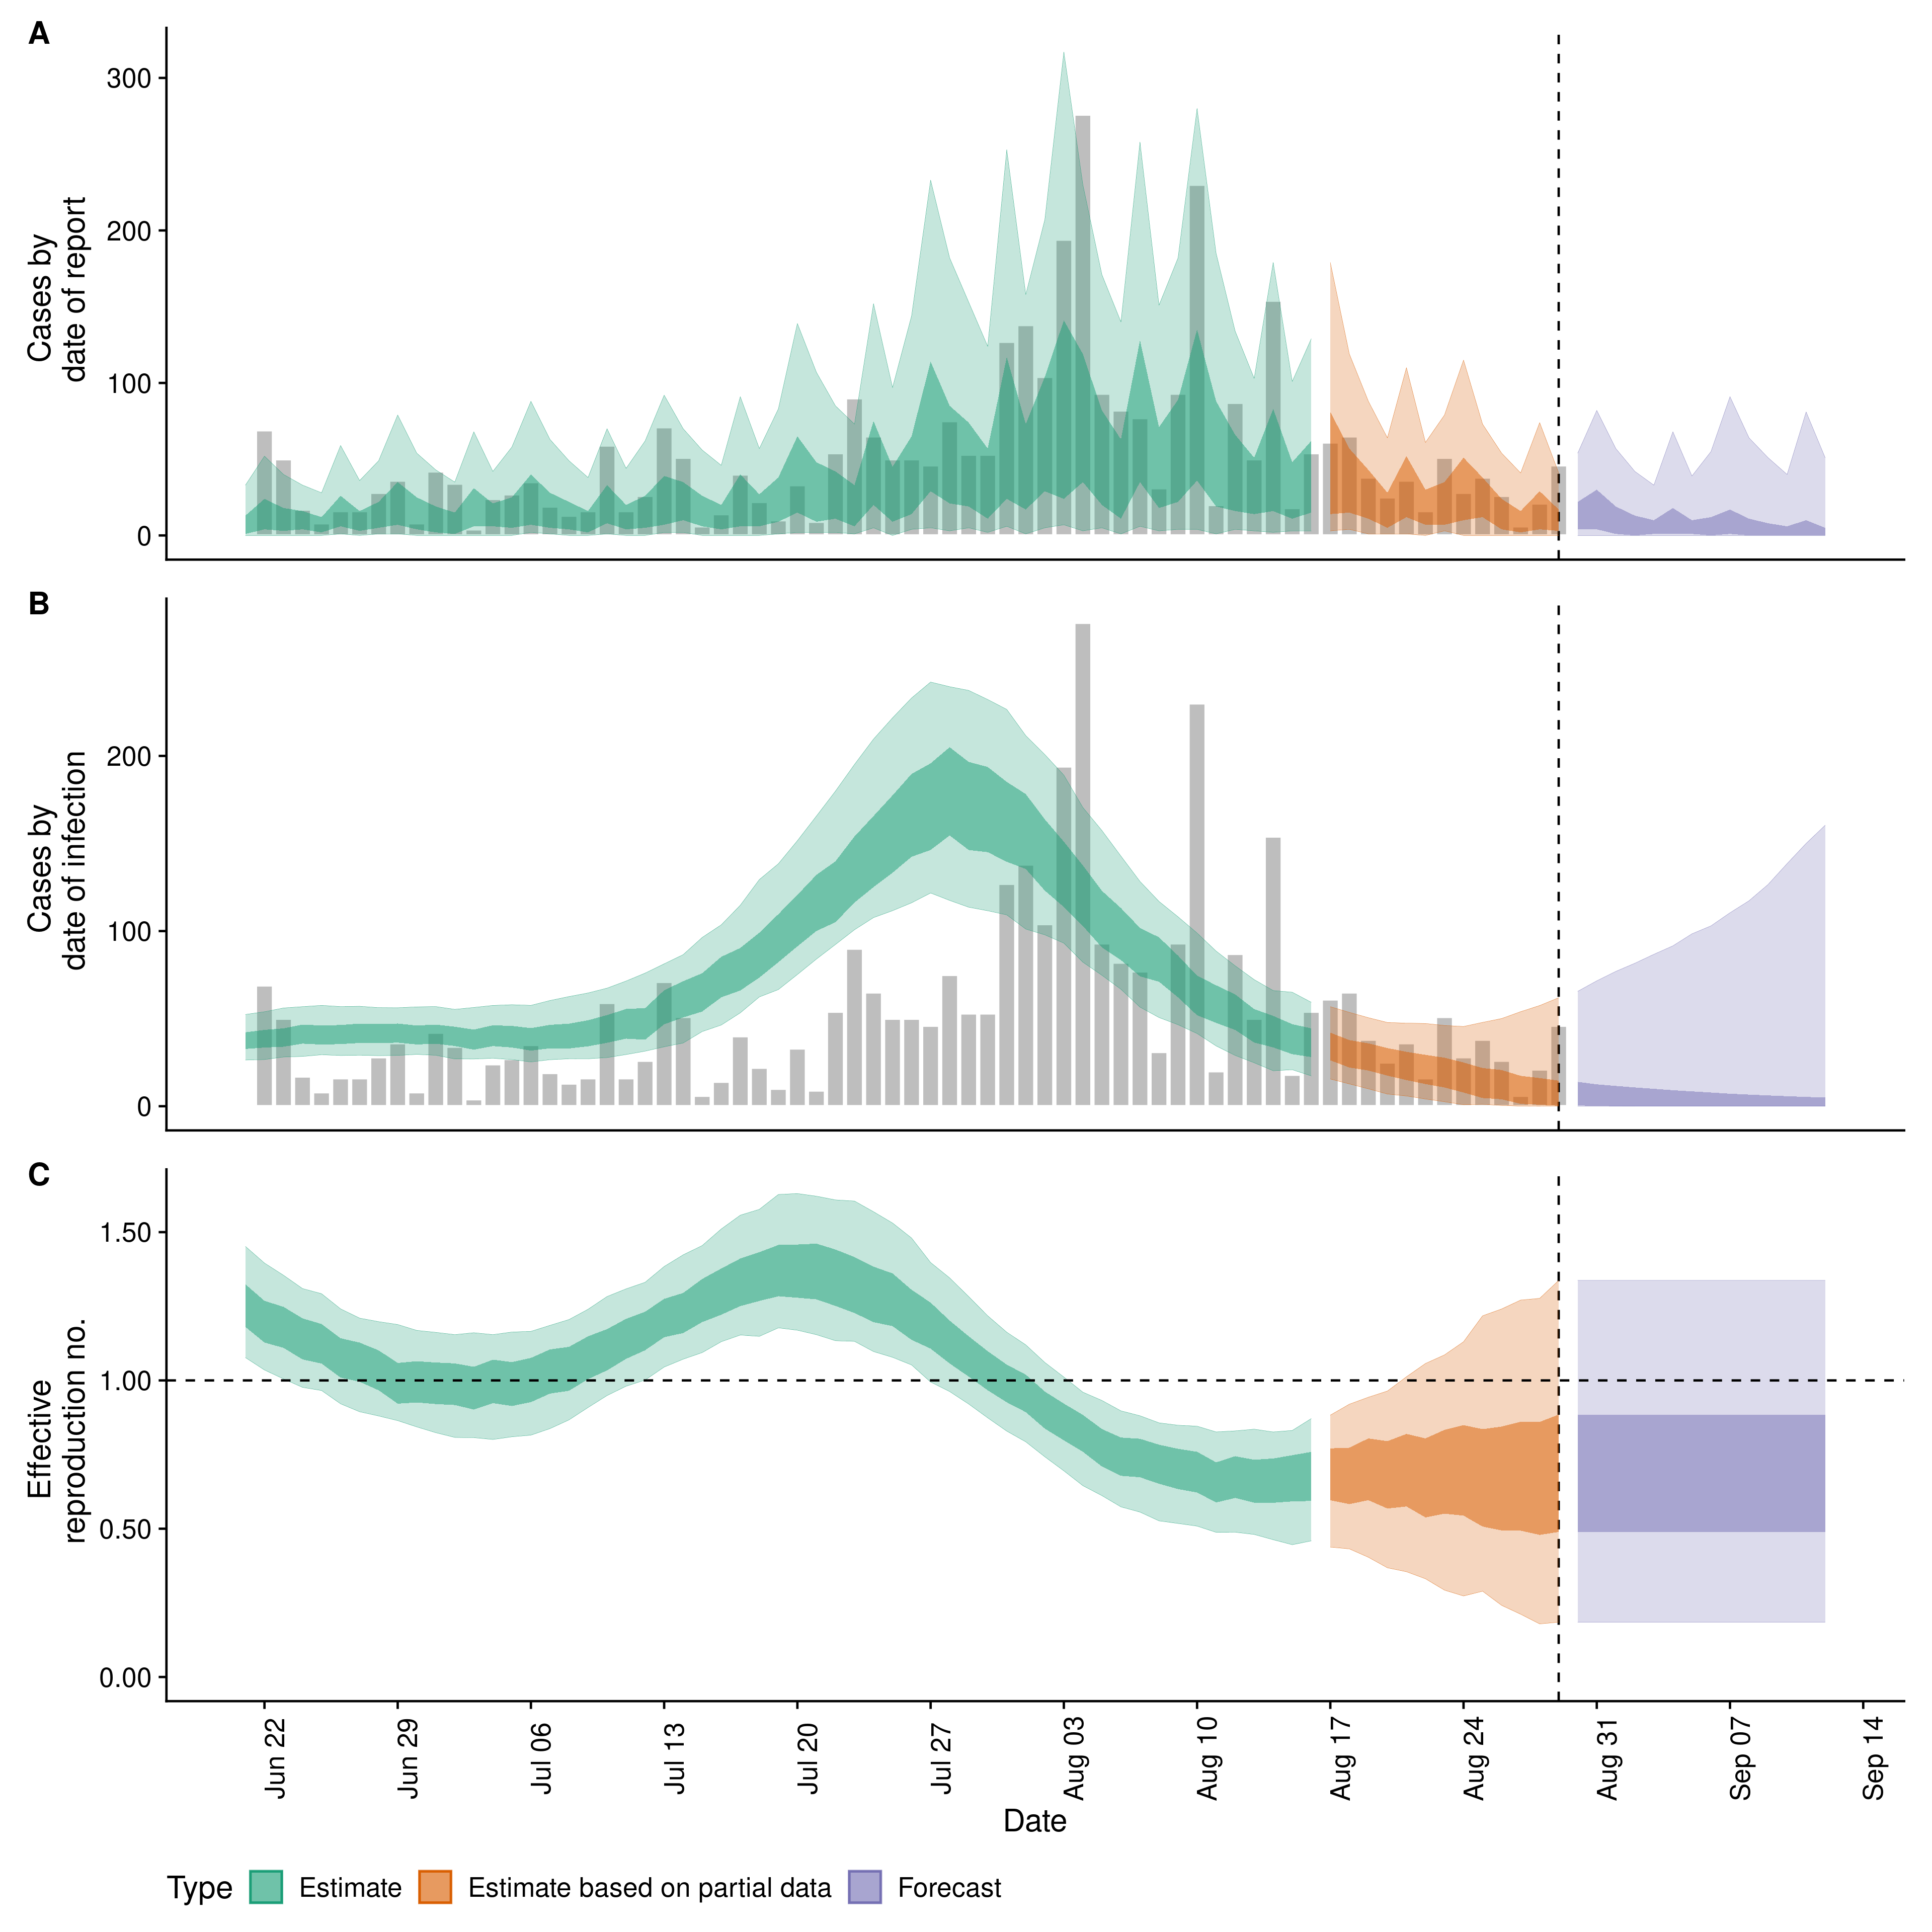 A
Cases by
date of report
300
200
100
0
B
Cases by
date of infection
200
100
0
C
Effective
reproduction no.
1.50
1.00
0.50
0.00
Jun 22
Jun 29
Jul 06
Jul 13
Jul 20
Jul 27
Aug 03
Aug 10
Aug 17
Aug 24
Aug 31
Sep 07
Sep 14
Date
Type Estimate Estimate based on partial data Forecast